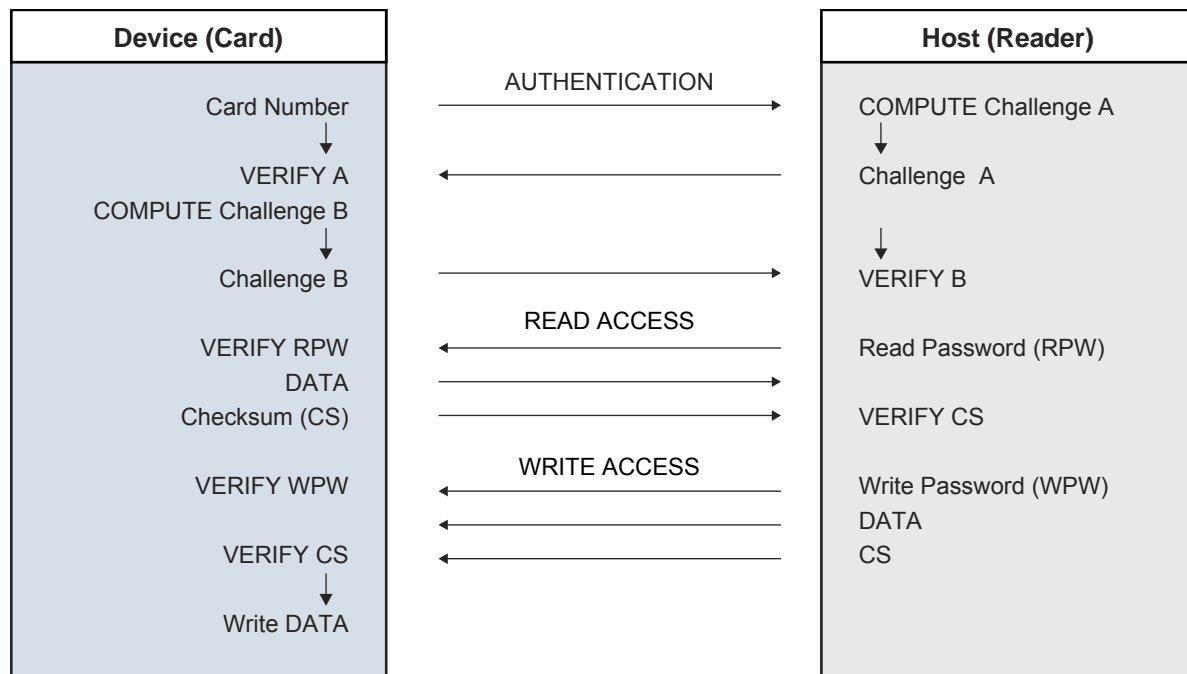 Device (Card)
Host (Reader)
AUTHENTICATION
Card Number
COMPUTE Challenge A
VERIFY A
Challenge A
COMPUTE Challenge B
Challenge B
VERIFY B
READ ACCESS
VERIFY RPW
Read Password (RPW)
DATA
Checksum (CS)
VERIFY CS
WRITE ACCESS
VERIFY WPW
Write Password (WPW)
DATA
VERIFY CS
CS
Write DATA